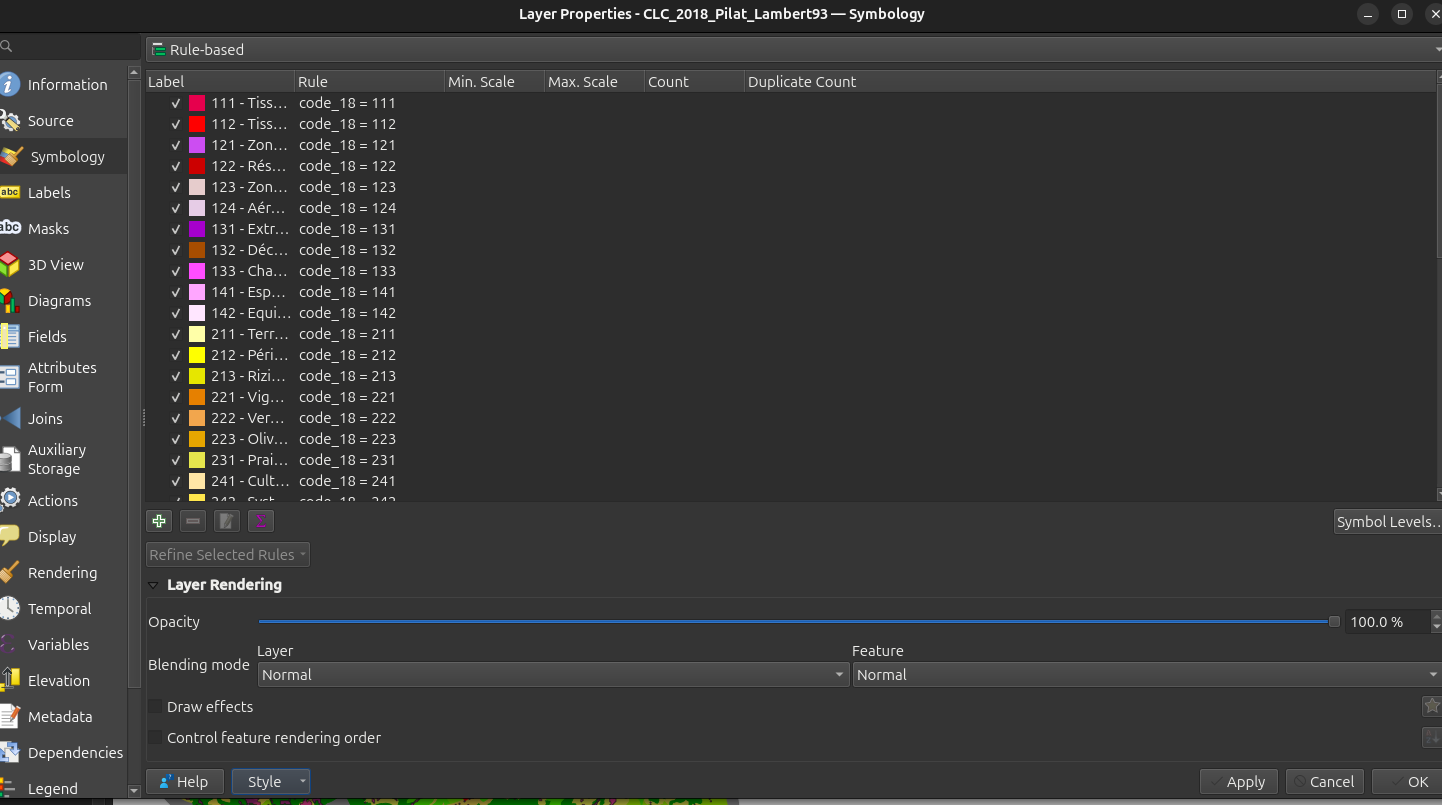 Layer Properties - CLC_2018_Pilat_Lambert93 — Symbology
Information
Source
Symbology
abc Labels
abc Masks
3D View
Diagrams
Fields
Attributes
Form
Joins
Auxiliary
Storage
Actions
Display
Rendering
Temporal
Variables
Elevation
Metadata
Dependencies
Legend
Rule-based
Label Rule Min. Scale Max. Scale Count Duplicate Count
111 - Tiss... code_18 = 111
112 - Tiss... code_18 = 112
121 - Zon... code_18 = 121
122 - Rés... code_18 = 122
123 - Zon... code_18 = 123
124 - Aér... code_18 = 124
131 - Extr... code_18 = 131
132 - Déc... code_18 = 132
133 - Cha... code_18 = 133
141 - Esp... code_18 = 141
142 - Equi... code_18 = 142
211 - Terr... code_18 = 211
212 - Péri... code_18 = 212
213 - Rizi... code_18 = 213
221 - Vig... code_18 = 221
222 - Ver... code_18 = 222
223 - Oliv... code_18 = 223
231 - Prai... code_18 = 231
241 - Cult... code_18 = 241
242 - Syst... code_18 = 242
Symbol Levels...
Refine Selected Rules
Layer Rendering
Opacity 100.0 %
Layer Feature
Blending mode Normal Normal
Draw effects
Control feature rendering order
Help Style Apply Cancel OK